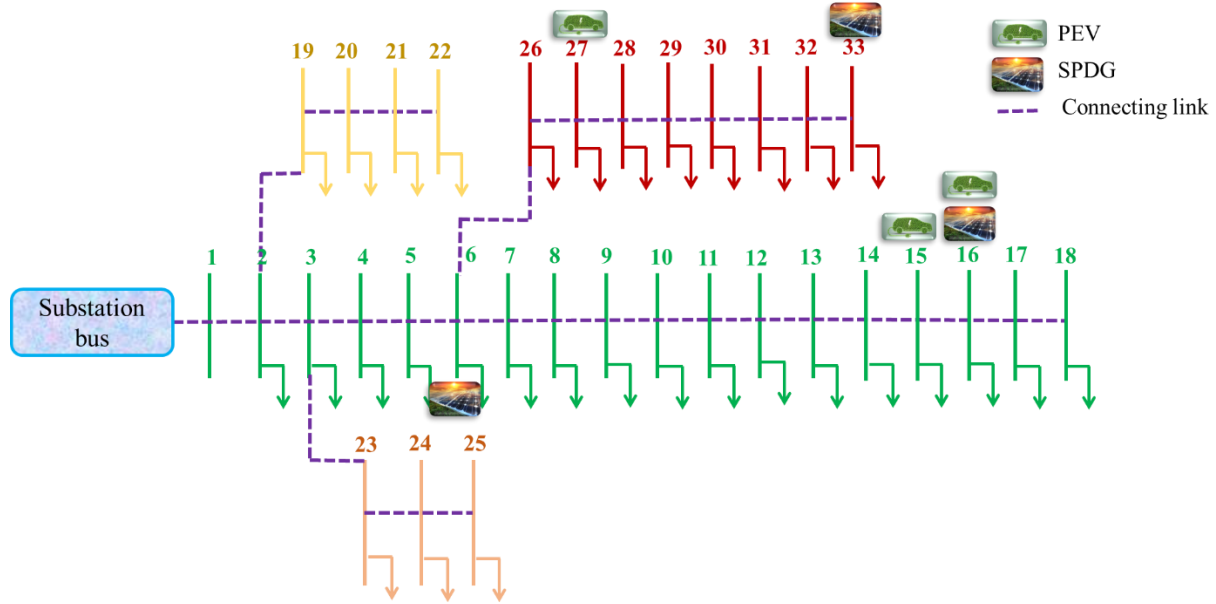 19 20 21 22
26 27 28 29 30 31 32 33
PEV
SPDG
Connecting link
1 2 3 4 5 6 7 8 9 10 11 12 13 14 15 16 17 18
Substation
bus
23 24 25